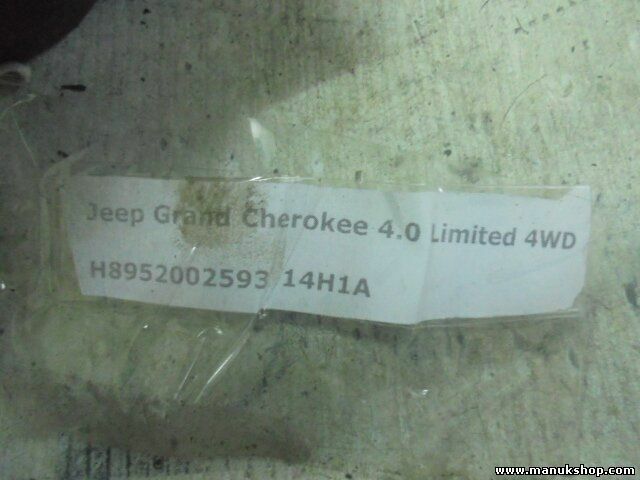 Jeep Grand Cherokee 4.0 Limited 4WD
H8952002593 14H1A
www.manukshop.com